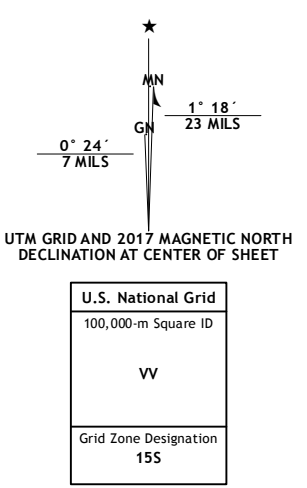 ★
MN
1° 18´
23 MILS
GN
0° 24´
7 MILS
UTM GRID AND 2017 MAGNETIC NORTH
DECLINATION AT CENTER OF SHEET
U.S. National Grid
100,000-m Square ID
VV
Grid Zone Designation
15S